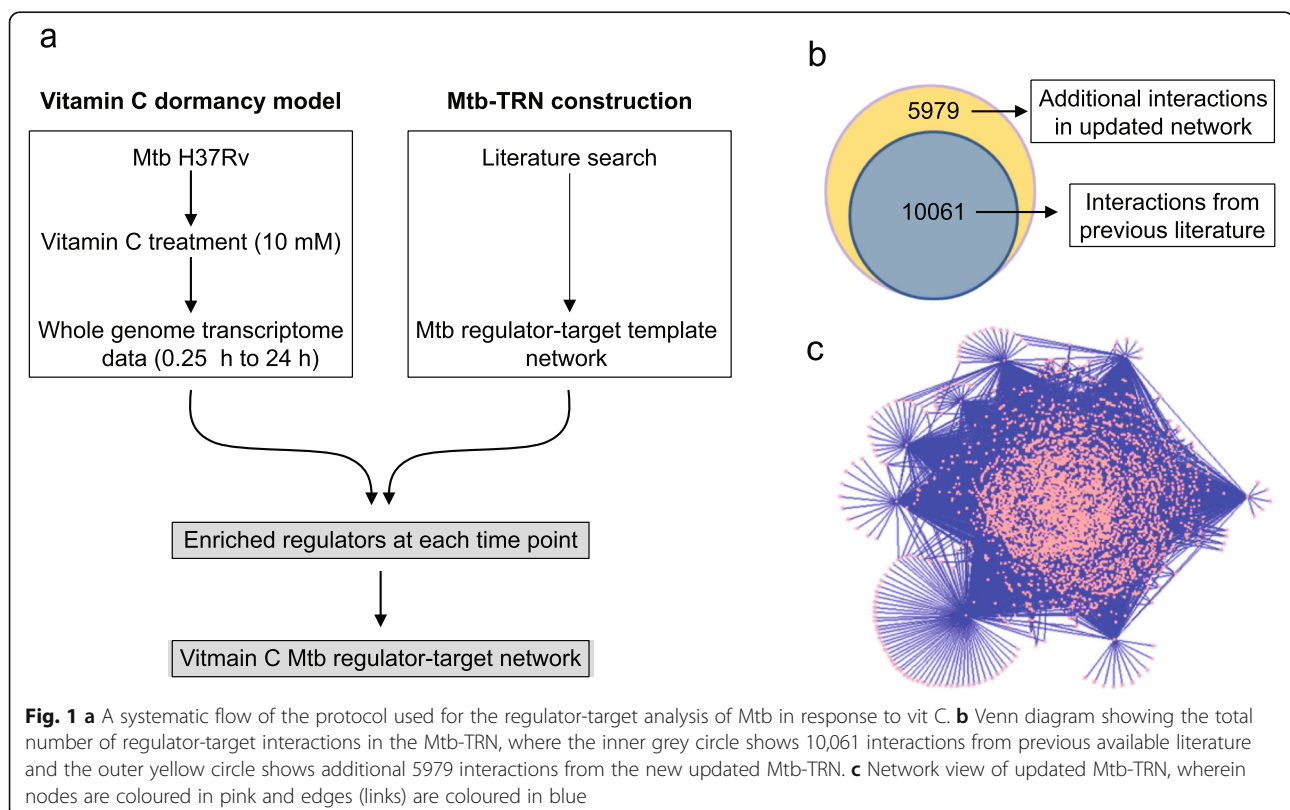 a
Vitamin C dormancy model
Mtb H37Rv
Vitamin C treatment (10 mM)
Whole genome transcriptome
data (0.25 h to 24 h)
Mtb-TRN construction
Literature search
Mtb regulator-target template
network
Enriched regulators at each time point
Vitmain C Mtb regulator-target network
b
5979
Additional interactions
in updated network
10061
Interactions from
previous literature
c
Fig. 1 a A systematic flow of the protocol used for the regulator-target analysis of Mtb in response to vit C. b Venn diagram showing the total
number of regulator-target interactions in the Mtb-TRN, where the inner grey circle shows 10,061 interactions from previous available literature
and the outer yellow circle shows additional 5979 interactions from the new updated Mtb-TRN. c Network view of updated Mtb-TRN, wherein
nodes are coloured in pink and edges (links) are coloured in blue